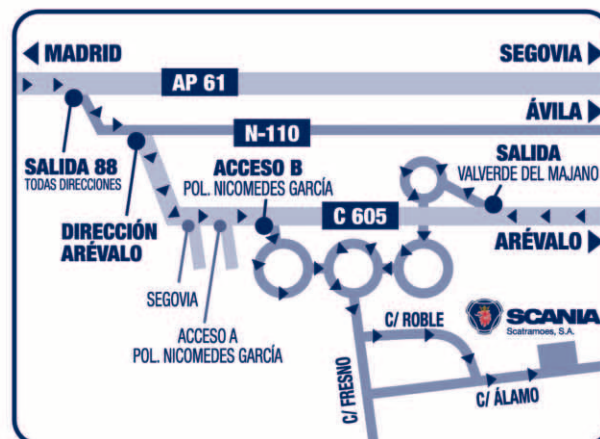 MADRID
SEGOVIA
AP 61
ÁVILA
N-110
SALIDA 88
TODAS DIRECCIONES
ACCESO B
POL. NICOMEDES GARCÍA
SALIDA
VALVERDE DEL MAJANO
DIRECCIÓN
ARÉVALO
C 605
ARÉVALO
SEGOVIA
ACCESO A
POL. NICOMEDES GARCÍA
C/ ROBLE
SCANIA
Scatramoes, S.A.
C/ FRESNO
C/ ÁLAMO